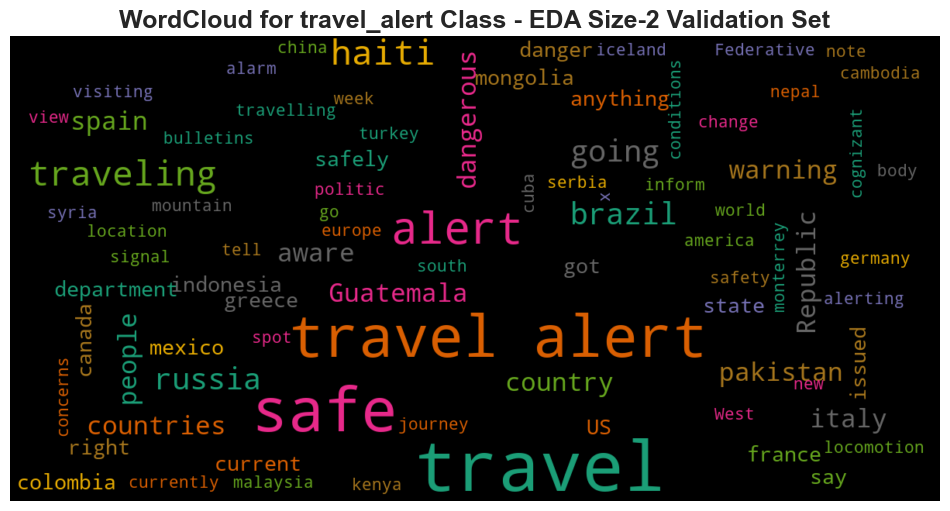 WordCloud for travel_alert Class - EDA Size-2 Validation Set
china
haiti
danger
iceland
Federative
note
alarm
mongolia
cambodia
visiting
week
anything
conditions
nepal
view
spain
travelling
dangerous
change
bulletins
turkey
cognizant
traveling
safely
going
warning
body
politic
serbia
inform
x
cuba
syria
mountain
go
brazil
world
location
europe
alert
america
signal
tell
aware
Republic
germany
south
got
monterrey
safety
department
indonesia
greece
Guatemala
state
alerting
canada
people
mexico
spot
travel alert
issued
russia
country
pakistan
new
concerns
countries
safe
journey
US
West
italy
right
current
travel
france
locomotion
colombia
currently
malaysia
kenya
say